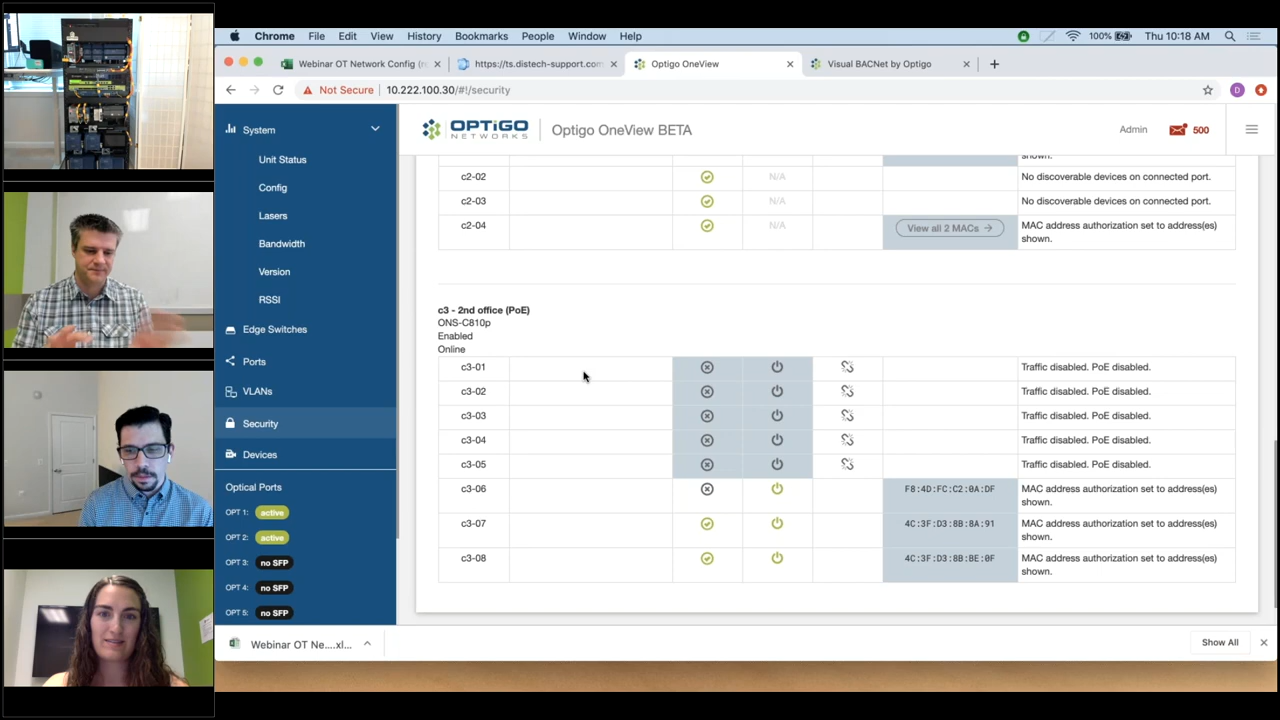 Chrome File Edit View History Bookmarks People Window Help 100% Thu 10:18 AM
Webinar OT Network Config (r × https://ns.distech-support.com × Optigo OneView × Visual BACNet by Optigo × +
Not Secure 10.222.100.30/#!/security D
System
Unit Status
Config
Lasers
Bandwidth
Version
RSSI
Edge Switches
Ports
VLANs
Security
Devices
Optical Ports
OPT 1: active
OPT 2: active
OPT 3: no SFP
OPT 4: no SFP
OPT 5: no SFP
OPTIGO NETWORKS Optigo OneView BETA Admin 500
shown.
c2-02 N/A No discoverable devices on connected port.
c2-03 N/A No discoverable devices on connected port.
c2-04 N/A View all 2 MACs → MAC address authorization set to address(es)
shown.
c3 - 2nd office (PoE)
ONS-C810p
Enabled
Online
c3-01 Traffic disabled. PoE disabled.
c3-02 Traffic disabled. PoE disabled.
c3-03 Traffic disabled. PoE disabled.
c3-04 Traffic disabled. PoE disabled.
c3-05 Traffic disabled. PoE disabled.
c3-06 F8:4D:FC:C2:0A:DF MAC address authorization set to address(es)
shown.
c3-07 4C:3F:D3:8B:8A:91 MAC address authorization set to address(es)
shown.
c3-08 4C:3F:D3:8B:BE:0F MAC address authorization set to address(es)
shown.
Webinar OT Ne....xl... Show All